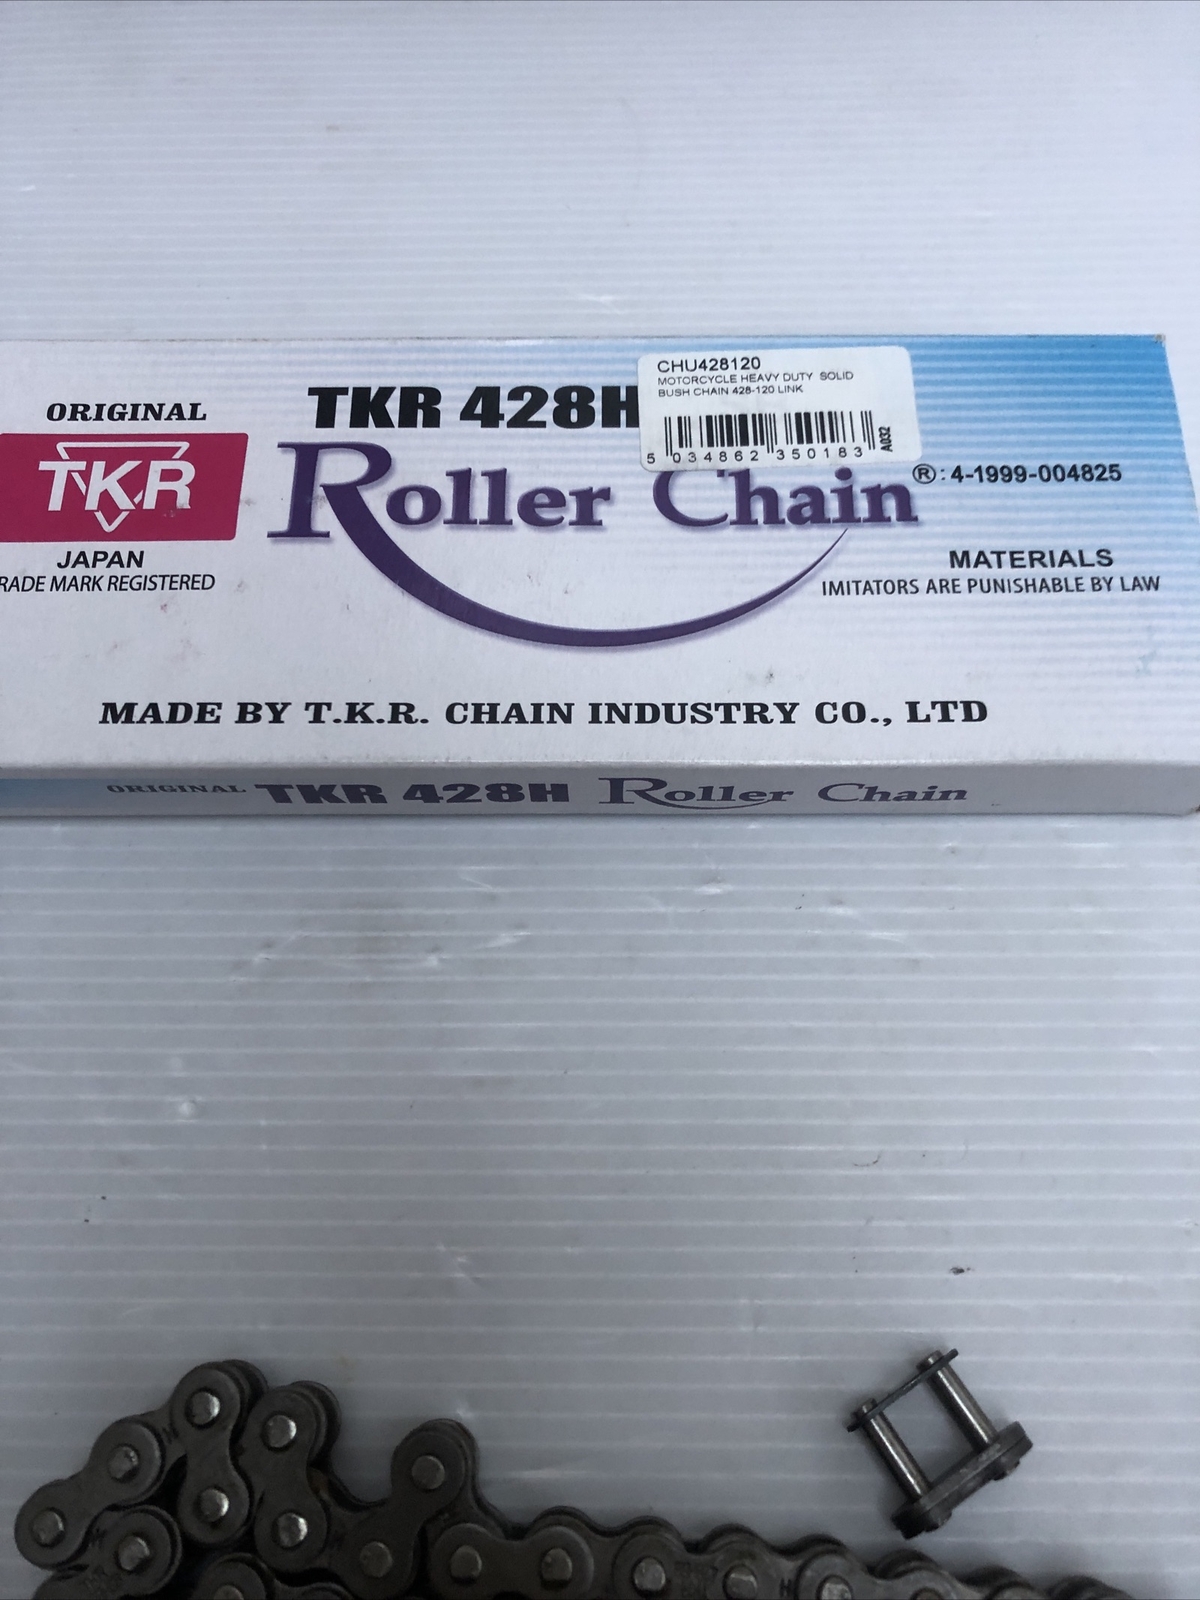 CHU428120
MOTORCYCLE HEAVY DUTY SOLID
BUSH CHAIN 428-120 LINK
5 034862 350183
A032
ORIGINAL
TKR
JAPAN
RADE MARK REGISTERED
TKR 428H
Roller Chain
®: 4-1999-004825
MATERIALS
IMITATORS ARE PUNISHABLE BY LAW
MADE BY T.K.R. CHAIN INDUSTRY CO., LTD
ORIGINAL TKR 428H Roller Chain
H